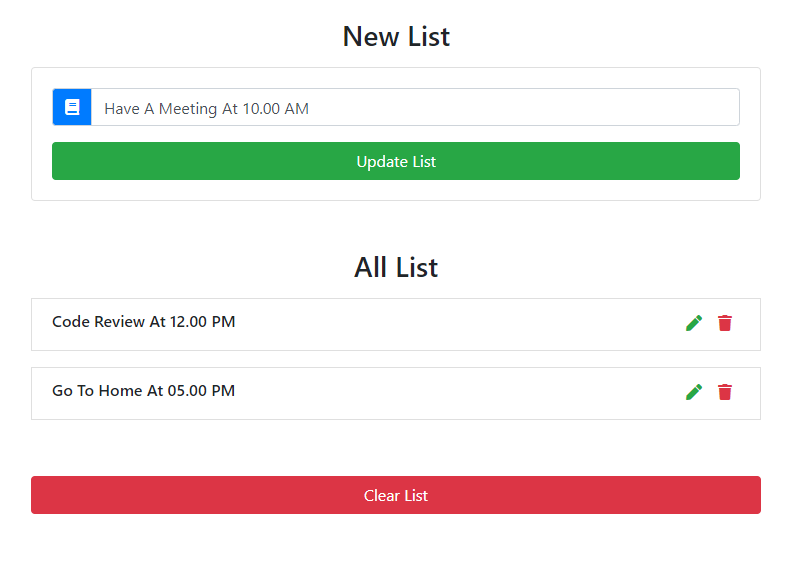 New List
Have A Meeting At 10.00 AM
Update List
All List
Code Review At 12.00 PM
Go To Home At 05.00 PM
Clear List